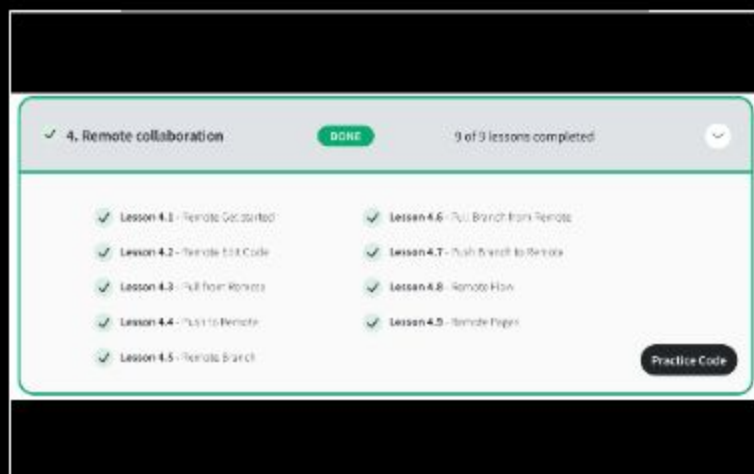 4. Remote collaboration
DONE
9 of 9 lessons completed
Lesson 4.1 - Remote Get started
Lesson 4.2 - Remote Edit Code
Lesson 4.3 - Pull from Remote
Lesson 4.4 - Push to Remote
Lesson 4.5 - Remote Branch
Lesson 4.6 - Pull Branch from Remote
Lesson 4.7 - Push Branch to Remote
Lesson 4.8 - Remote Flow
Lesson 4.9 - Remote Pages
Practice Code